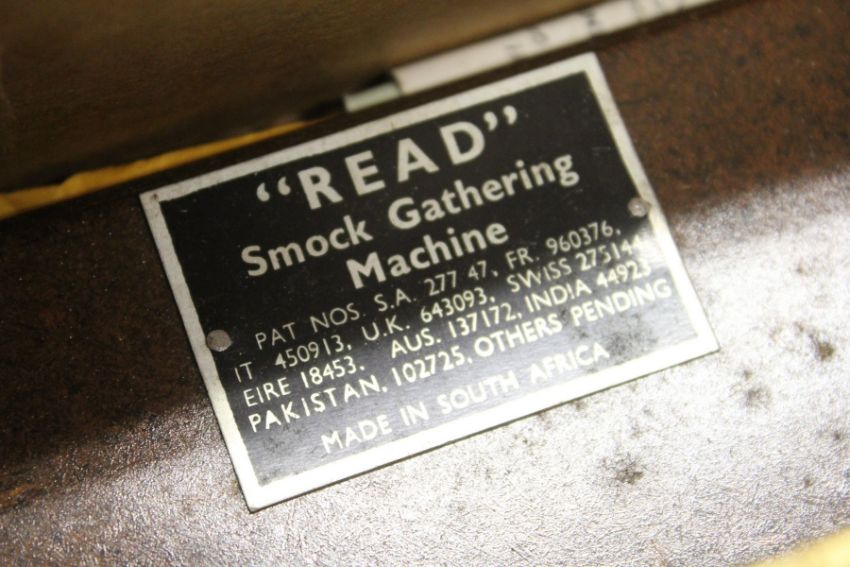 “READ”
Smock Gathering
Machine
PAT NOS. S.A. 277 47, FR. 960376,
IT 450913, U.K. 643093, SWISS 275144
EIRE 18453. AUS. 137172, INDIA 44923
PAKISTAN, 102725, OTHERS PENDING
MADE IN SOUTH AFRICA